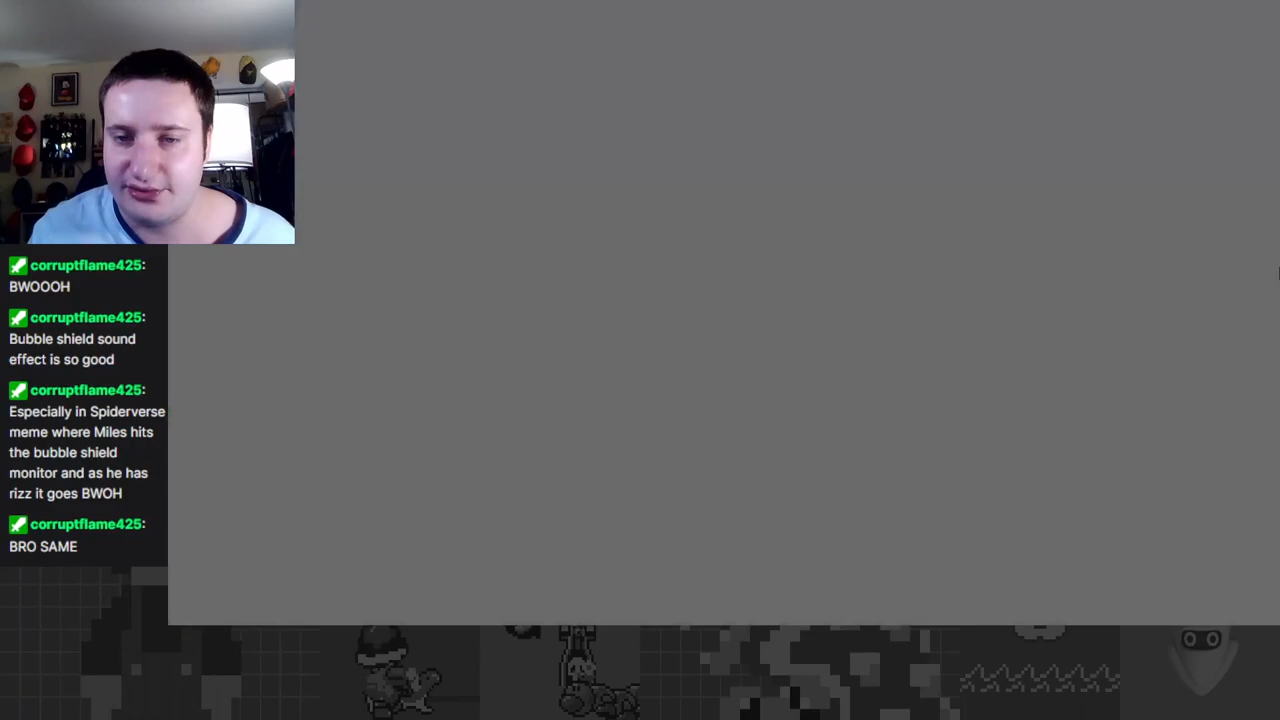 corruptflame425:
BWOOOH
corruptflame425:
Bubble shield sound
effect is so good
corruptflame425:
Especially in Spiderverse
meme where Miles hits
the bubble shield
monitor and as he has
rizz it goes BWOH
corruptflame425:
BRO SAME